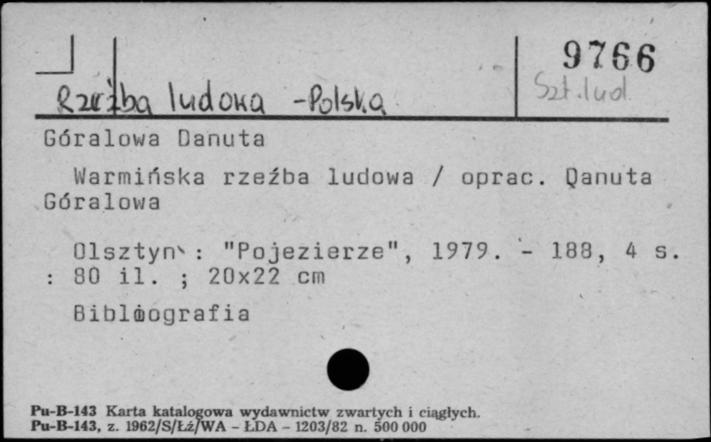 9766
Szt.lud.
Rzeźba ludowa - Polska
Góralowa Danuta
Warmińska rzeźba ludowa / oprac. Qanuta
Góralowa
Olsztyn : "Pojezierze", 1979. - 188, 4 s.
: 80 il. ; 20x22 cm
Bibliografia
Pu-B-143 Karta katalogowa wydawnictw zwartych i ciągłych.
Pu-B-143, z. 1962/S/Łź/WA - ŁDA - 1203/82 n. 500 000